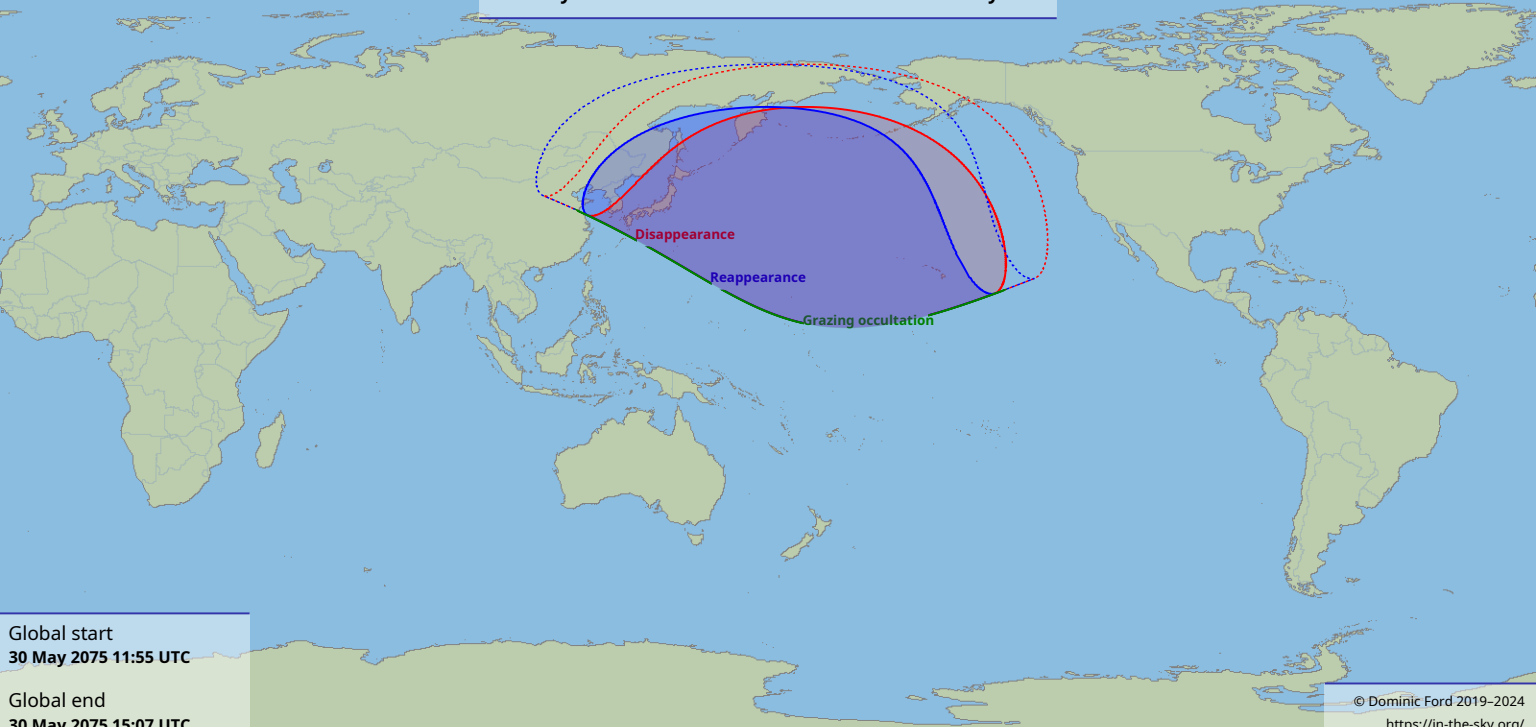 Disappearance
Reappearance
Grazing occultation
Global start
30 May 2075 11:55 UTC
Global end
30 May 2075 15:07 UTC
© Dominic Ford 2019–2024
https://in-the-sky.org/